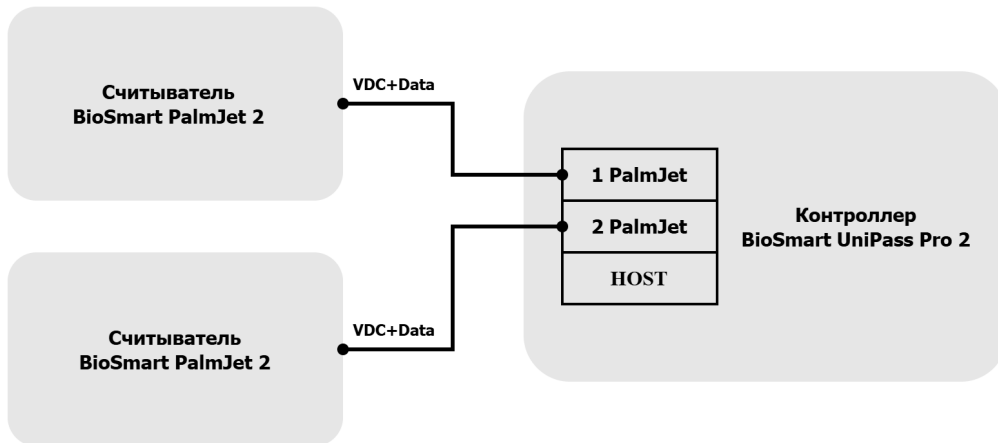 Считыватель
BioSmart PalmJet 2
VDC+Data
1 PalmJet
2 PalmJet
HOST
Контроллер
BioSmart UniPass Pro 2
Считыватель
BioSmart PalmJet 2
VDC+Data